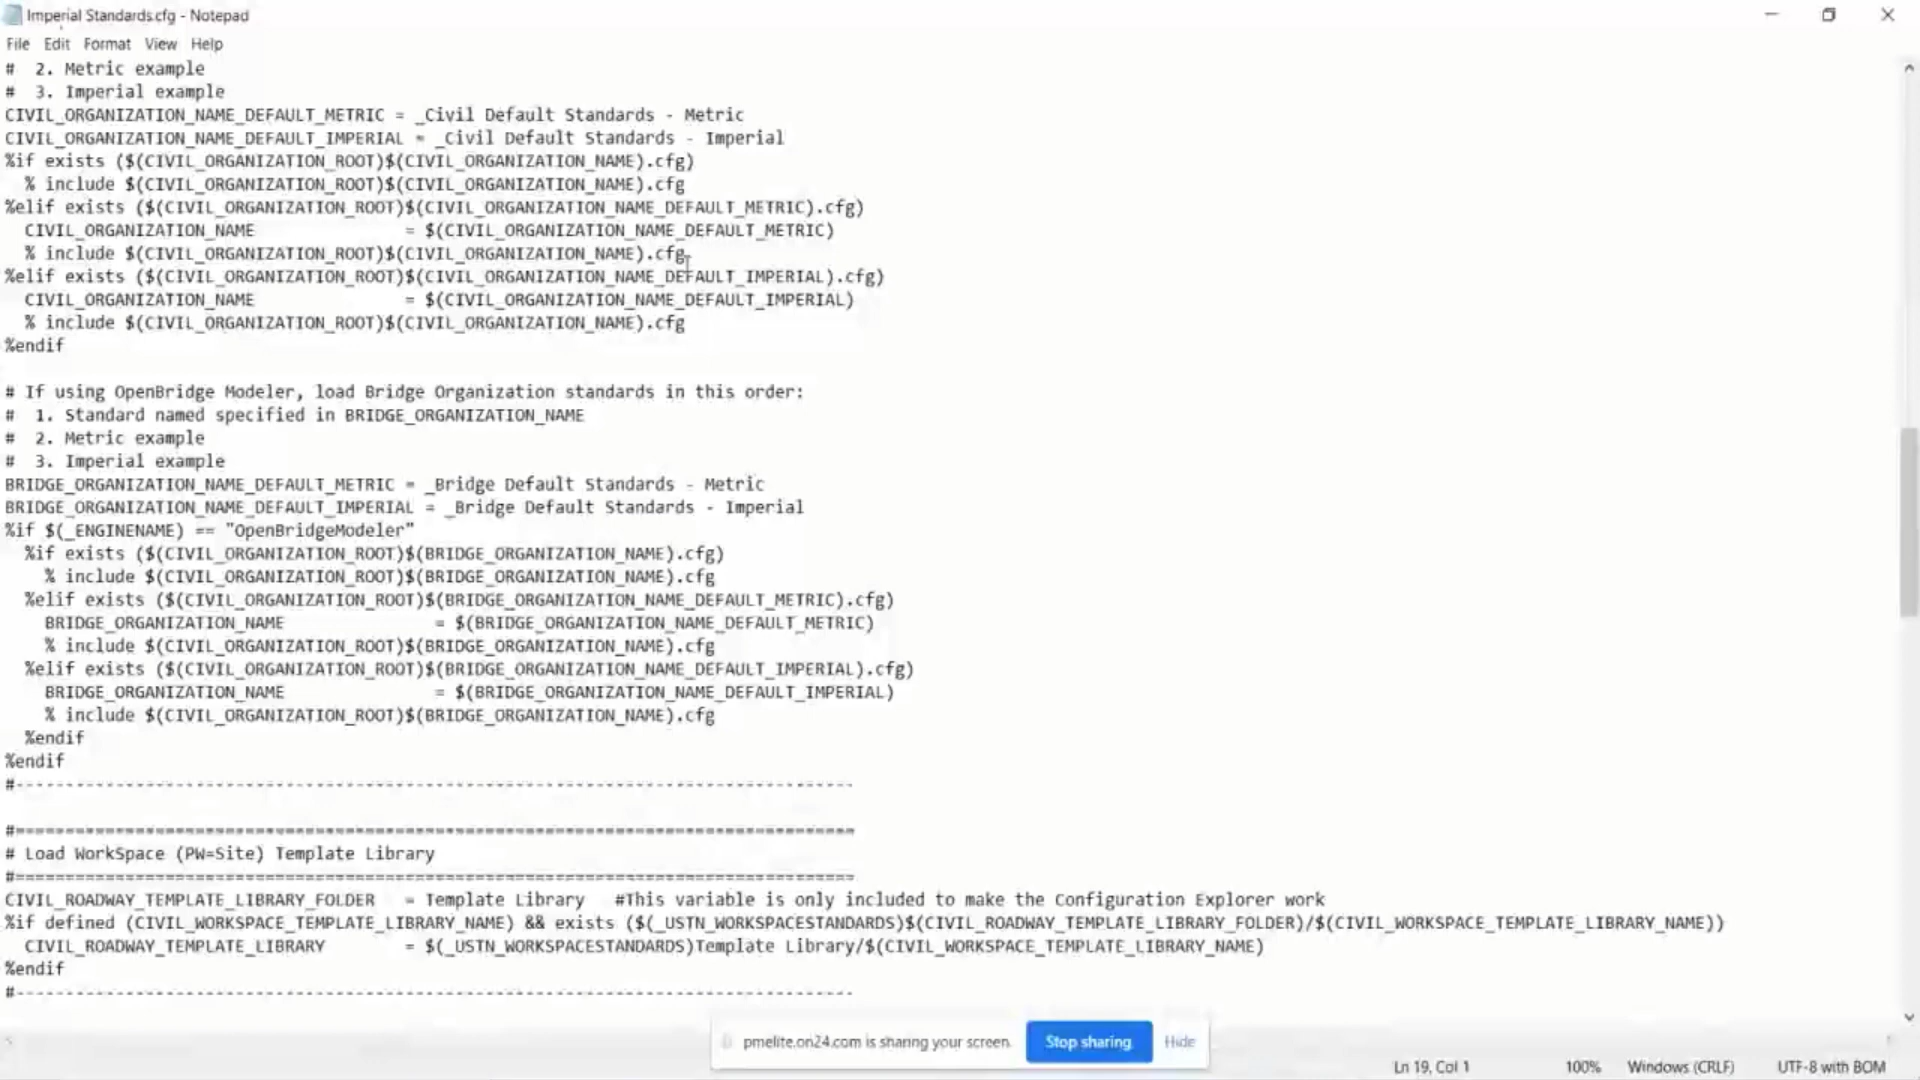 Imperial Standards.cfg - Notepad
File Edit Format View Help
#  2. Metric example
#  3. Imperial example
CIVIL_ORGANIZATION_NAME_DEFAULT_METRIC = _Civil Default Standards - Metric
CIVIL_ORGANIZATION_NAME_DEFAULT_IMPERIAL = _Civil Default Standards - Imperial
%if exists ($(CIVIL_ORGANIZATION_ROOT)$(CIVIL_ORGANIZATION_NAME).cfg)
  % include $(CIVIL_ORGANIZATION_ROOT)$(CIVIL_ORGANIZATION_NAME).cfg
%elif exists ($(CIVIL_ORGANIZATION_ROOT)$(CIVIL_ORGANIZATION_NAME_DEFAULT_METRIC).cfg)
  CIVIL_ORGANIZATION_NAME               = $(CIVIL_ORGANIZATION_NAME_DEFAULT_METRIC)
  % include $(CIVIL_ORGANIZATION_ROOT)$(CIVIL_ORGANIZATION_NAME).cfg
%elif exists ($(CIVIL_ORGANIZATION_ROOT)$(CIVIL_ORGANIZATION_NAME_DEFAULT_IMPERIAL).cfg)
  CIVIL_ORGANIZATION_NAME               = $(CIVIL_ORGANIZATION_NAME_DEFAULT_IMPERIAL)
  % include $(CIVIL_ORGANIZATION_ROOT)$(CIVIL_ORGANIZATION_NAME).cfg
%endif
# If using OpenBridge Modeler, load Bridge Organization standards in this order:
#  1. Standard named specified in BRIDGE_ORGANIZATION_NAME
#  2. Metric example
#  3. Imperial example
BRIDGE_ORGANIZATION_NAME_DEFAULT_METRIC = _Bridge Default Standards - Metric
BRIDGE_ORGANIZATION_NAME_DEFAULT_IMPERIAL = _Bridge Default Standards - Imperial
%if $(_ENGINENAME) == "OpenBridgeModeler"
  %if exists ($(CIVIL_ORGANIZATION_ROOT)$(BRIDGE_ORGANIZATION_NAME).cfg)
    % include $(CIVIL_ORGANIZATION_ROOT)$(BRIDGE_ORGANIZATION_NAME).cfg
  %elif exists ($(CIVIL_ORGANIZATION_ROOT)$(BRIDGE_ORGANIZATION_NAME_DEFAULT_METRIC).cfg)
    BRIDGE_ORGANIZATION_NAME               = $(BRIDGE_ORGANIZATION_NAME_DEFAULT_METRIC)
    % include $(CIVIL_ORGANIZATION_ROOT)$(BRIDGE_ORGANIZATION_NAME).cfg
  %elif exists ($(CIVIL_ORGANIZATION_ROOT)$(BRIDGE_ORGANIZATION_NAME_DEFAULT_IMPERIAL).cfg)
    BRIDGE_ORGANIZATION_NAME               = $(BRIDGE_ORGANIZATION_NAME_DEFAULT_IMPERIAL)
    % include $(CIVIL_ORGANIZATION_ROOT)$(BRIDGE_ORGANIZATION_NAME).cfg
  %endif
%endif
#------------------------------------------------------------------------------------
#====================================================================================
# Load WorkSpace (PW=Site) Template Library
#====================================================================================
CIVIL_ROADWAY_TEMPLATE_LIBRARY_FOLDER   = Template Library   #This variable is only included to make the Configuration Explorer work
%if defined (CIVIL_WORKSPACE_TEMPLATE_LIBRARY_NAME) && exists ($(_USTN_WORKSPACESTANDARDS)$(CIVIL_ROADWAY_TEMPLATE_LIBRARY_FOLDER)/$(CIVIL_WORKSPACE_TEMPLATE_LIBRARY_NAME))
  CIVIL_ROADWAY_TEMPLATE_LIBRARY        = $(_USTN_WORKSPACESTANDARDS)Template Library/$(CIVIL_WORKSPACE_TEMPLATE_LIBRARY_NAME)
%endif
#------------------------------------------------------------------------------------
pmelite.on24.com is sharing your screen. Stop sharing Hide
Ln 19, Col 1 100% Windows (CRLF) UTF-8 with BOM